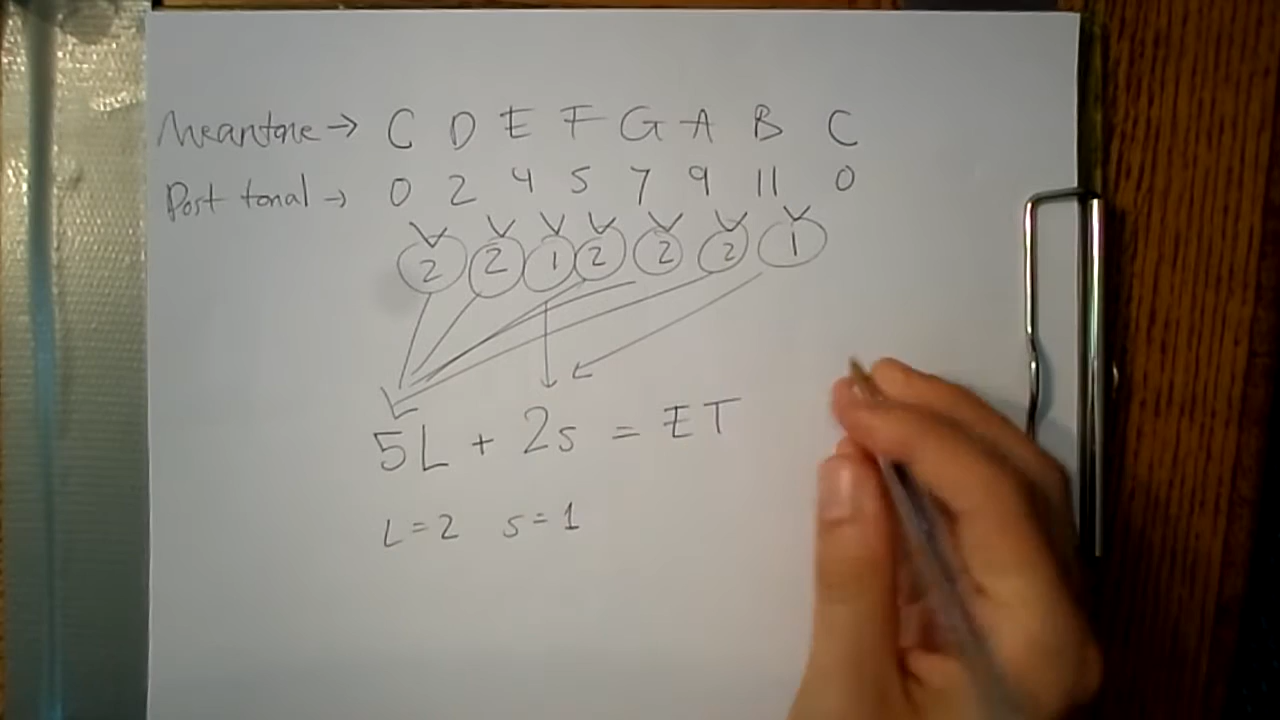 Meantone → C D E F G A B C
Post tonal → 0 2 4 5 7 9 11 0
2 2 1 2 2 2 1
5L + 2s = ET
L=2 s=1